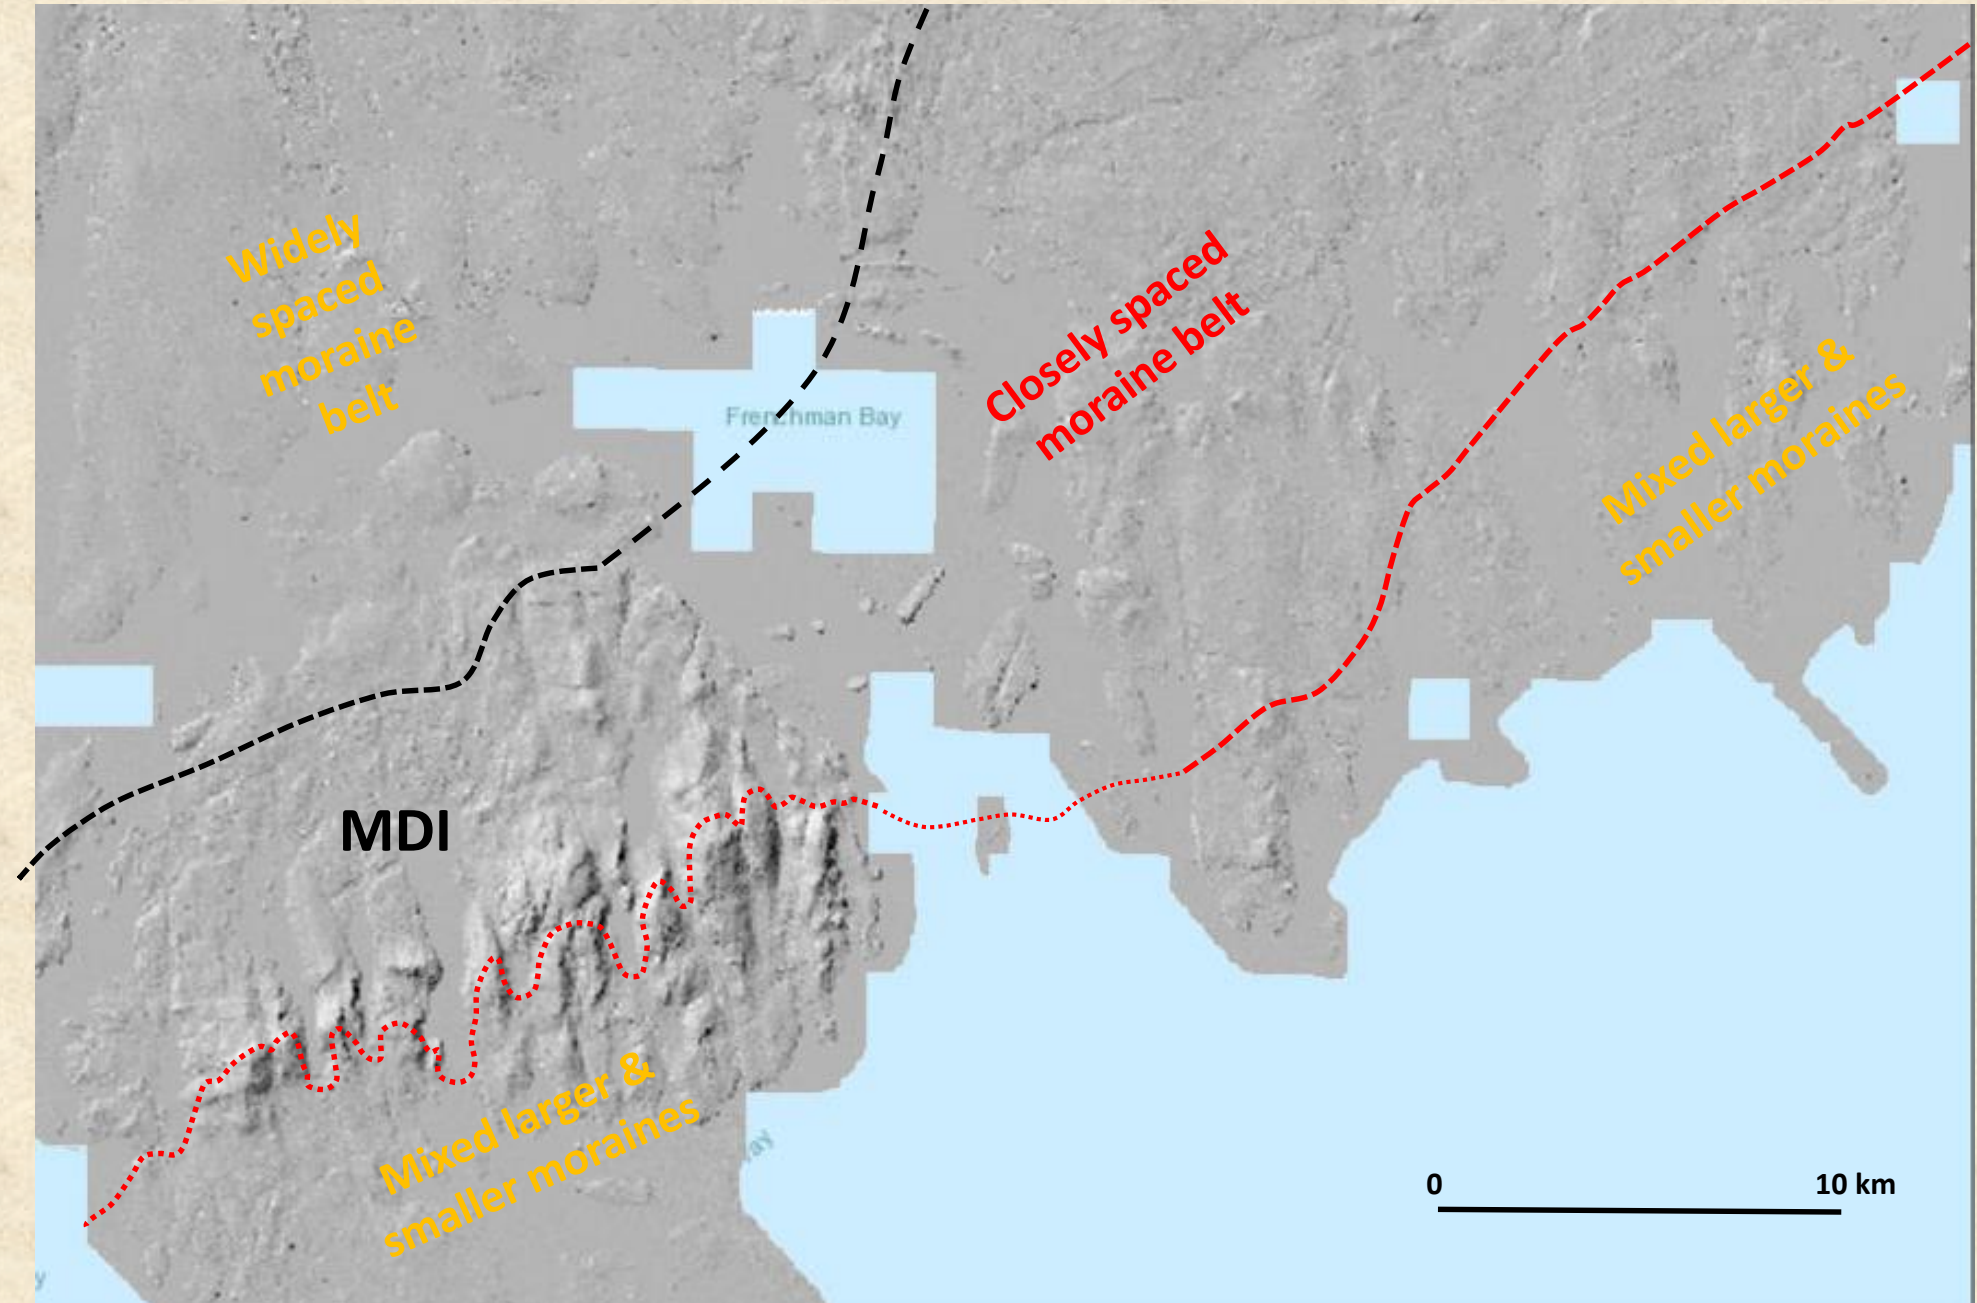 Widely
spaced
moraine
belt
Closely spaced
moraine belt
Mixed larger &
smaller moraines
Frenchman Bay
MDI
Mixed larger &
smaller moraines
0 10 km
ay
y